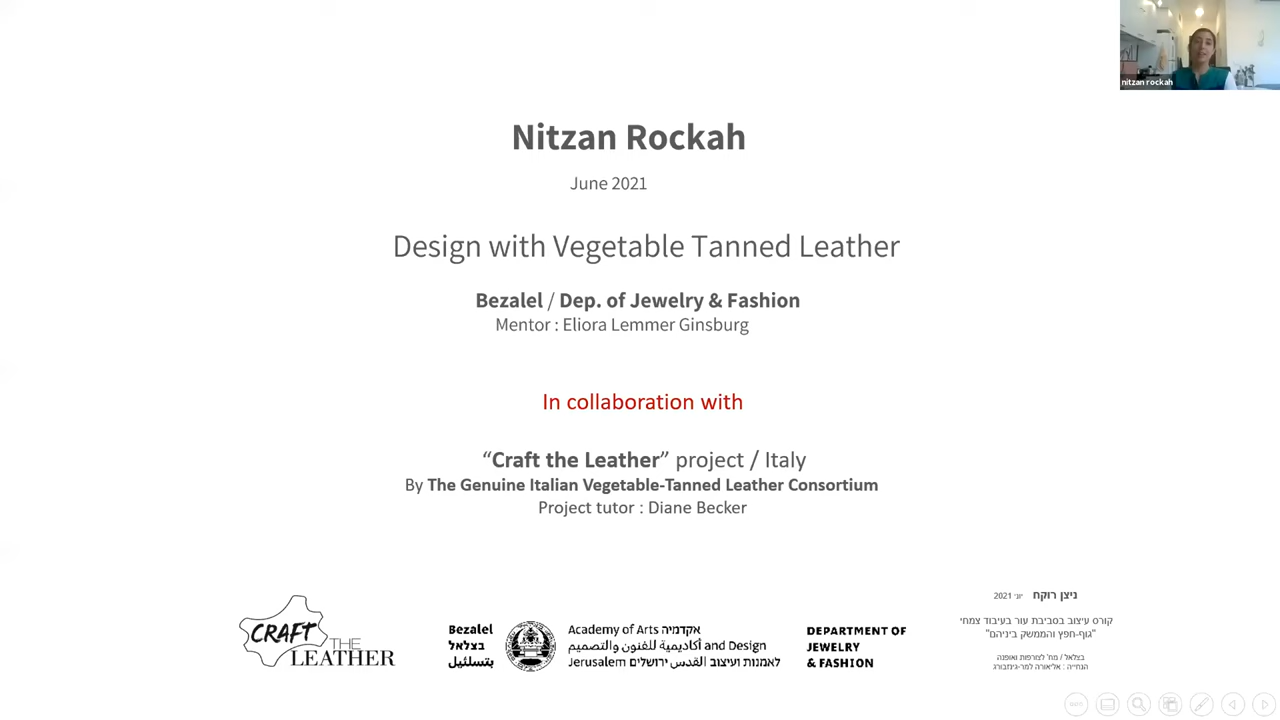 nitzan rockah
Nitzan Rockah
June 2021
Design with Vegetable Tanned Leather
Bezalel / Dep. of Jewelry & Fashion
Mentor : Eliora Lemmer Ginsburg
In collaboration with
“Craft the Leather” project / Italy
By The Genuine Italian Vegetable-Tanned Leather Consortium
Project tutor : Diane Becker
CRAFT
THE
LEATHER
Bezalel
בצלאל
بتسلئيل
Academy of Arts אקדמיה
and Design أكاديمية للفنون والتصميم
Jerusalem לאמנות ועיצוב القدس ירושלים
DEPARTMENT OF
JEWELRY
& FASHION
ניצן רוקח יוני 2021
קורס עיצוב בסביבת עור בעיבוד צמחי
"גוף-חפץ והממשק ביניהם"
בצלאל / מח' לצורפות ואופנה
הנחייה : אליאורה למר-גינזבורג